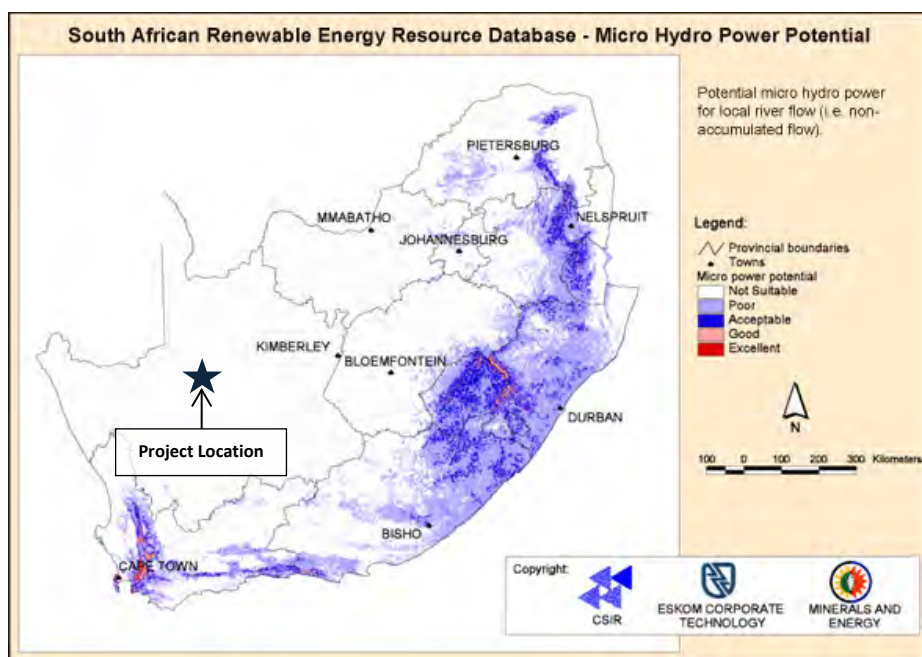 South African Renewable Energy Resource Database - Micro Hydro Power Potential
Potential micro hydro power
for local river flow (i.e. non-
accumulated flow).
PIETERSBURG
MMABATHO
NELSPRUIT
JOHANNESBURG
KIMBERLEY
BLOEMFONTEIN
DURBAN
Project Location
BISHO
CAPE TOWN
Legend:
Provincial boundaries
Towns
Micro power potential
Not Suitable
Poor
Acceptable
Good
Excellent
N
100 0 100 200 300 Kilometers
Copyright:
CSIR
ESKOM CORPORATE
TECHNOLOGY
MINERALS AND
ENERGY